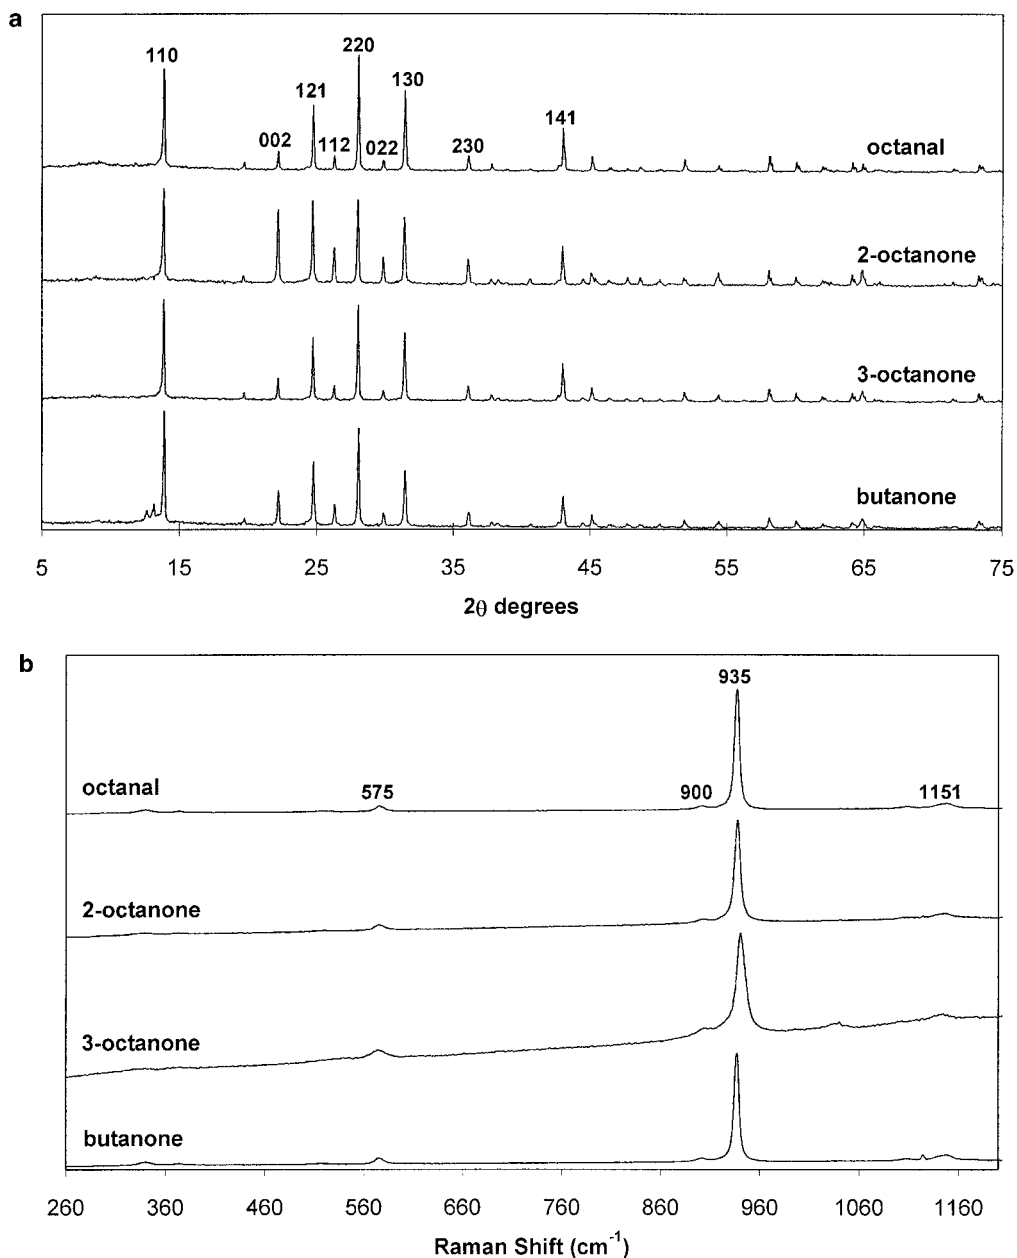 a
110
121
002
112
220
022
130
230
141
octanal
2-octanone
3-octanone
butanone
5
15
25
35
45
55
65
75
2θ degrees
b
935
octanal
575
900
1151
2-octanone
3-octanone
butanone
260
360
460
560
660
760
860
960
1060
1160
Raman Shift (cm⁻¹)